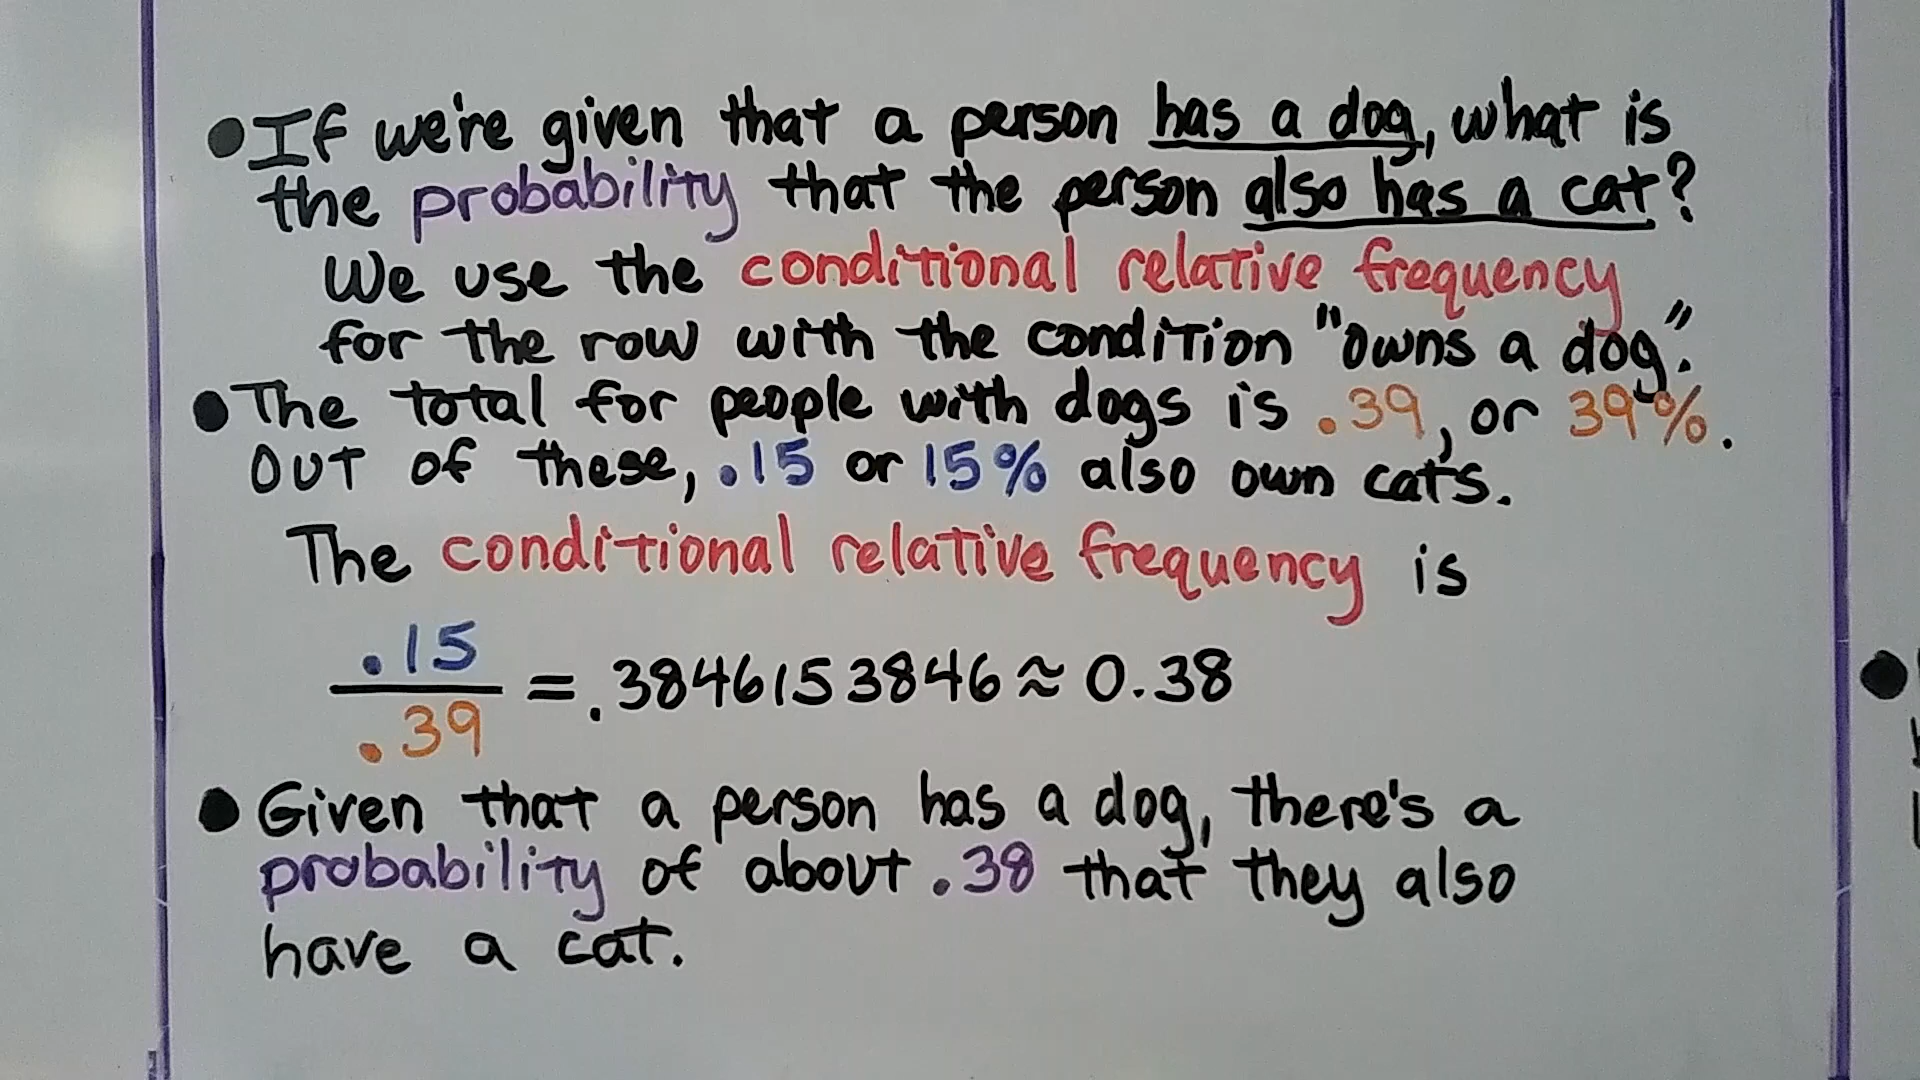 ● If we're given that a person has a dog, what is
the probability that the person also has a cat?
We use the conditional relative frequency
for the row with the condition "owns a dog".
● The total for people with dogs is .39, or 39%.
Out of these, .15 or 15% also own cats.
The conditional relative frequency is
.15
.39
= .3846153846 ≈ 0.38
● Given that a person has a dog, there's a
probability of about .38 that they also
have a cat.